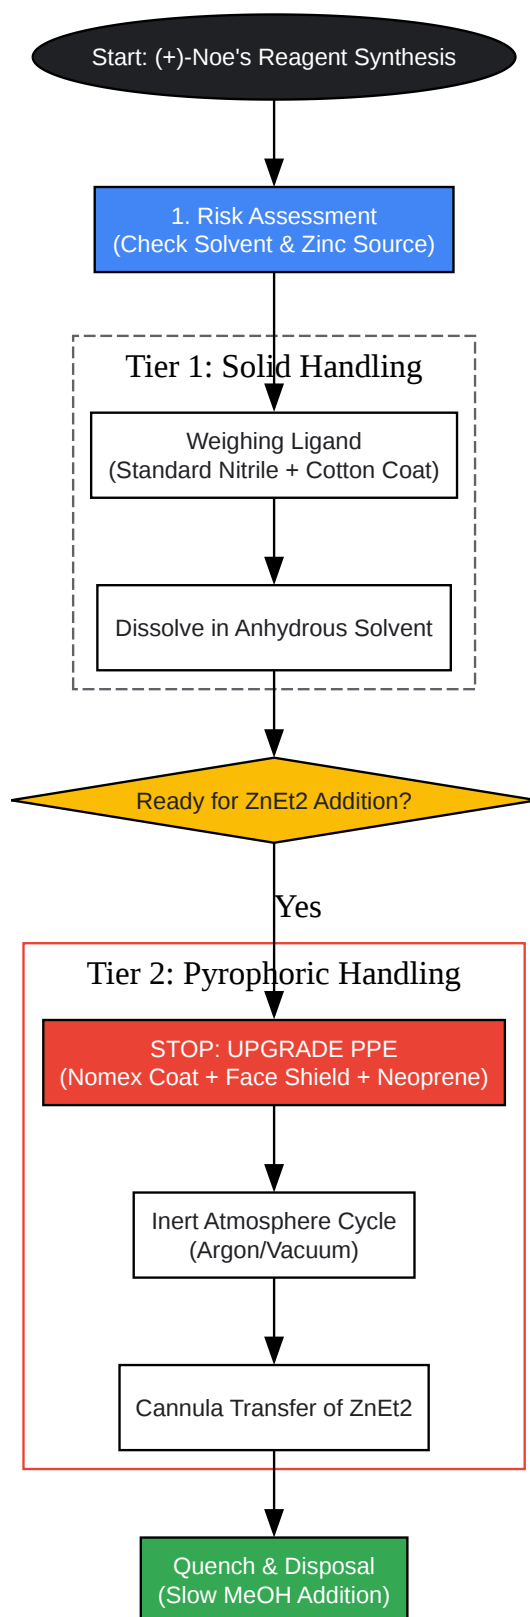 Start: (+)-Noe's Reagent Synthesis
1. Risk Assessment
(Check Solvent & Zinc Source)
Tier 1: Solid Handling
Weighing Ligand
(Standard Nitrile + Cotton Coat)
Dissolve in Anhydrous Solvent
Ready for ZnEt2 Addition?
Yes
Tier 2: Pyrophoric Handling
STOP: UPGRADE PPE
(Nomex Coat + Face Shield + Neoprene)
Inert Atmosphere Cycle
(Argon/Vacuum)
Cannula Transfer of ZnEt2
Quench & Disposal
(Slow MeOH Addition)